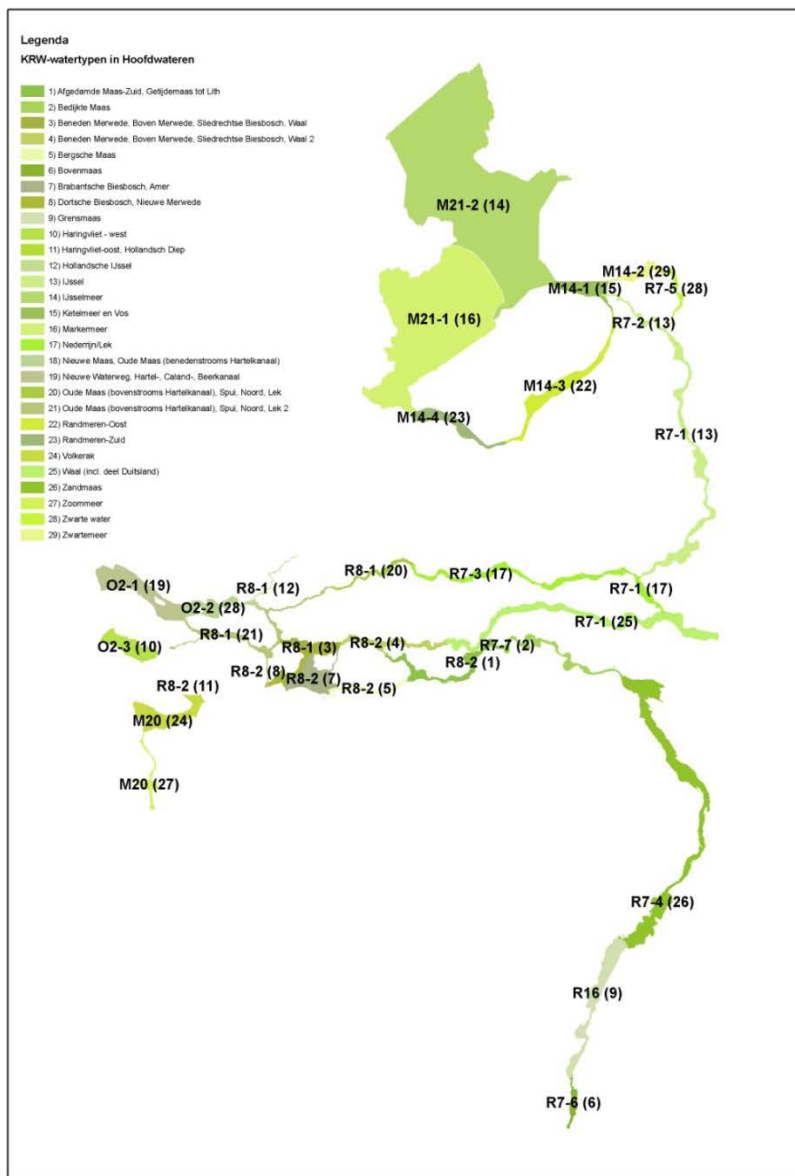 Legenda
KRW-watertypen in Hoofdwateren
1) Afgedamde Maas-Zuid, Getijdemaas tot Lith
2) Bedijkte Maas
3) Beneden Merwede, Boven Merwede, Sliedrechtse Biesbosch, Waal
4) Beneden Merwede, Boven Merwede, Sliedrechtse Biesbosch, Waal 2
5) Bergsche Maas
6) Bovenmaas
7) Brabantsche Biesbosch, Amer
8) Dortsche Biesbosch, Nieuwe Merwede
9) Grensmaas
10) Haringvliet - west
11) Haringvliet-oost, Hollandsch Diep
12) Hollandsche IJssel
13) IJssel
14) IJsselmeer
15) Ketelmeer en Vos
16) Markermeer
17) Nederrijn/Lek
18) Nieuwe Maas, Oude Maas (benedenstrooms Hartelkanaal)
19) Nieuwe Waterweg, Hartel-, Caland-, Beerkanaal
20) Oude Maas (bovenstrooms Hartelkanaal), Spui, Noord, Lek
21) Oude Maas (bovenstrooms Hartelkanaal), Spui, Noord, Lek 2
22) Randmeren-Oost
23) Randmeren-Zuid
24) Volkerak
25) Waal (incl. deel Duitsland)
26) Zandmaas
27) Zoommeer
28) Zwarte water
29) Zwartemeer
M21-2 (14)
M14-2 (29)
M14-1 (15)
R7-5 (28)
M21-1 (16)
R7-2 (13)
M14-3 (22)
M14-4 (23)
R7-1 (13)
R8-1 (20)
O2-1 (19)
R8-1 (12)
R7-3 (17)
R7-1 (17)
O2-2 (28)
R7-1 (25)
R8-1 (21)
O2-3 (10)
R8-1 (3)
R8-2 (4)
R7-7 (2)
R8-2 (1)
R8-2 (8)
R8-2 (7)
R8-2 (5)
R8-2 (11)
M20 (24)
M20 (27)
R7-4 (26)
R16 (9)
R7-6 (6)